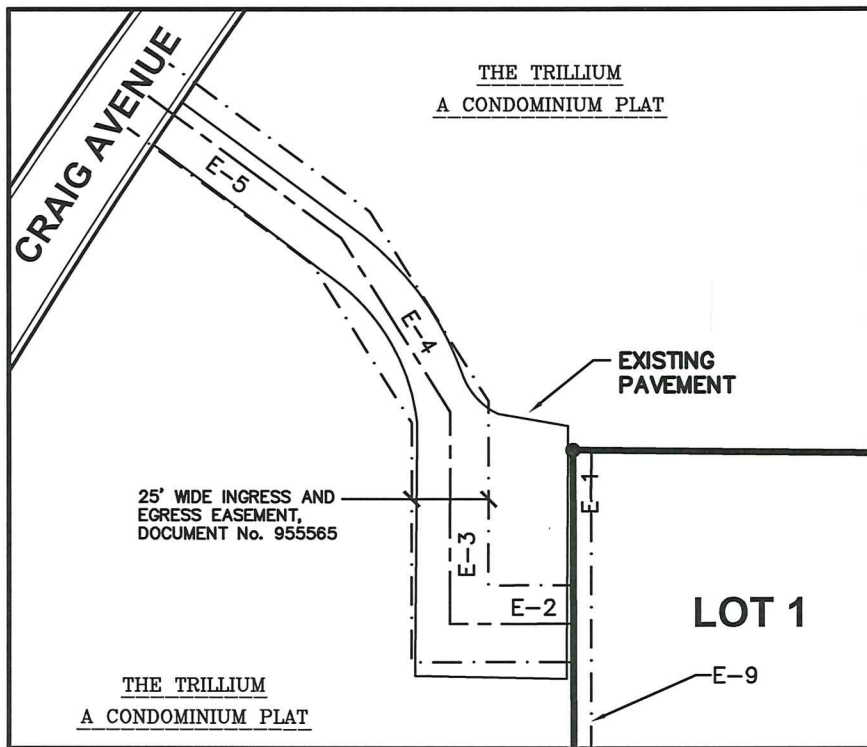 CRAIG AVENUE
THE TRILLIUM
A CONDOMINIUM PLAT
E-5
E-4
EXISTING
PAVEMENT
25' WIDE INGRESS AND
EGRESS EASEMENT,
DOCUMENT No. 955565
E-3
E-1
E-2
LOT 1
E-9
THE TRILLIUM
A CONDOMINIUM PLAT